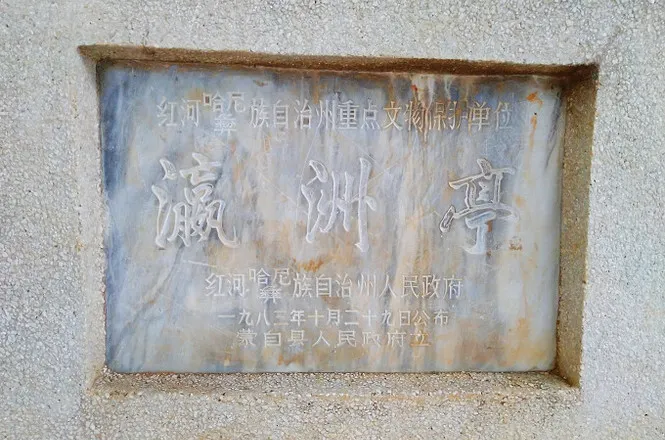 红河哈尼彝族自治州重点文物保护单位
瀛洲亭
红河哈尼彝族自治州人民政府
一九八三年十月二十九日公布
蒙自县人民政府立